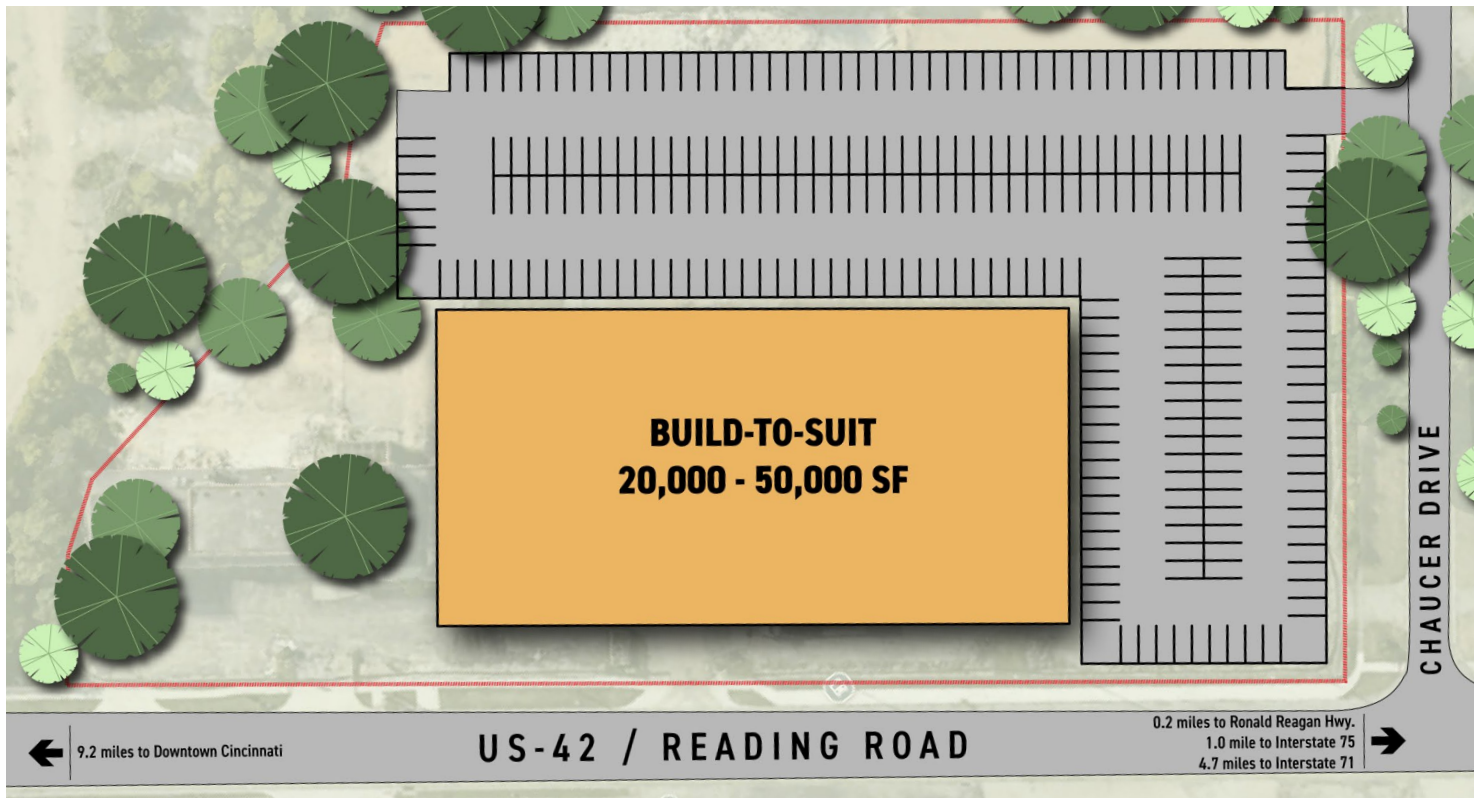 BUILD-TO-SUIT
20,000 - 50,000 SF
CHAUCER DRIVE
9.2 miles to Downtown Cincinnati
US-42 / READING ROAD
0.2 miles to Ronald Reagan Hwy.
1.0 mile to Interstate 75
4.7 miles to Interstate 71